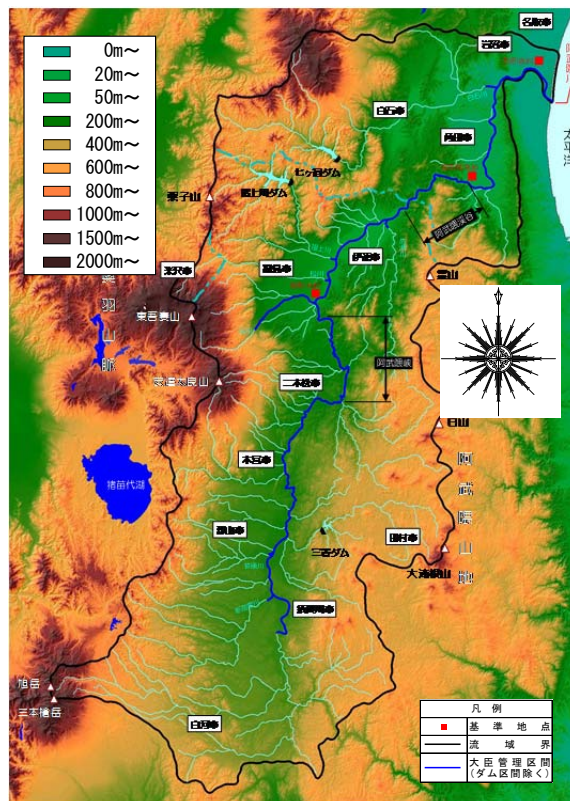 0m～
20m～
50m～
200m～
400m～
600m～
800m～
1000m～
1500m～
2000m～
名取市
岩沼市
白石市
角田市
太平洋
七ヶ宿ダム
摺上川ダム
栗子山
阿武隈渓谷
米沢市
福島市
伊達市
霊山
東吾妻山
阿武隈峡
安達太良山
二本松市
日山
本宮市
猪苗代湖
郡山市
田村市
三春ダム
大滝根山
須賀川市
旭岳
三本槍岳
白河市
凡例
基準地点
流域界
大臣管理区間
(ダム区間除く)